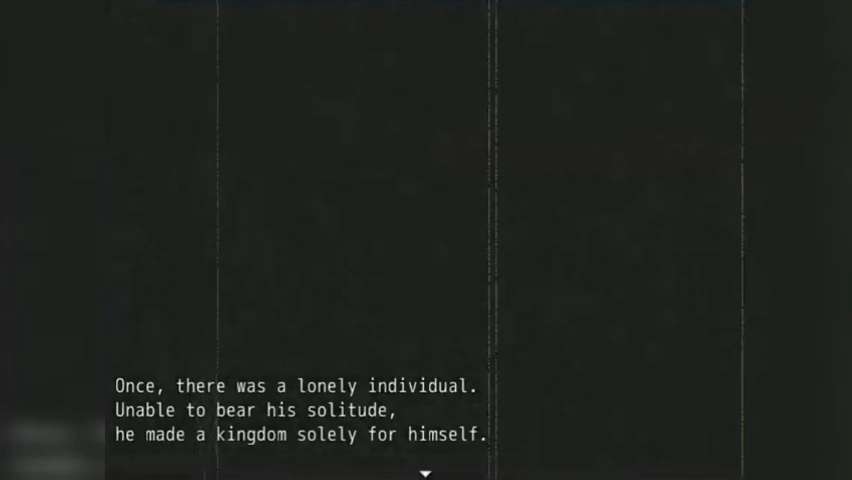 Once, there was a lonely individual.
Unable to bear his solitude,
he made a kingdom solely for himself.